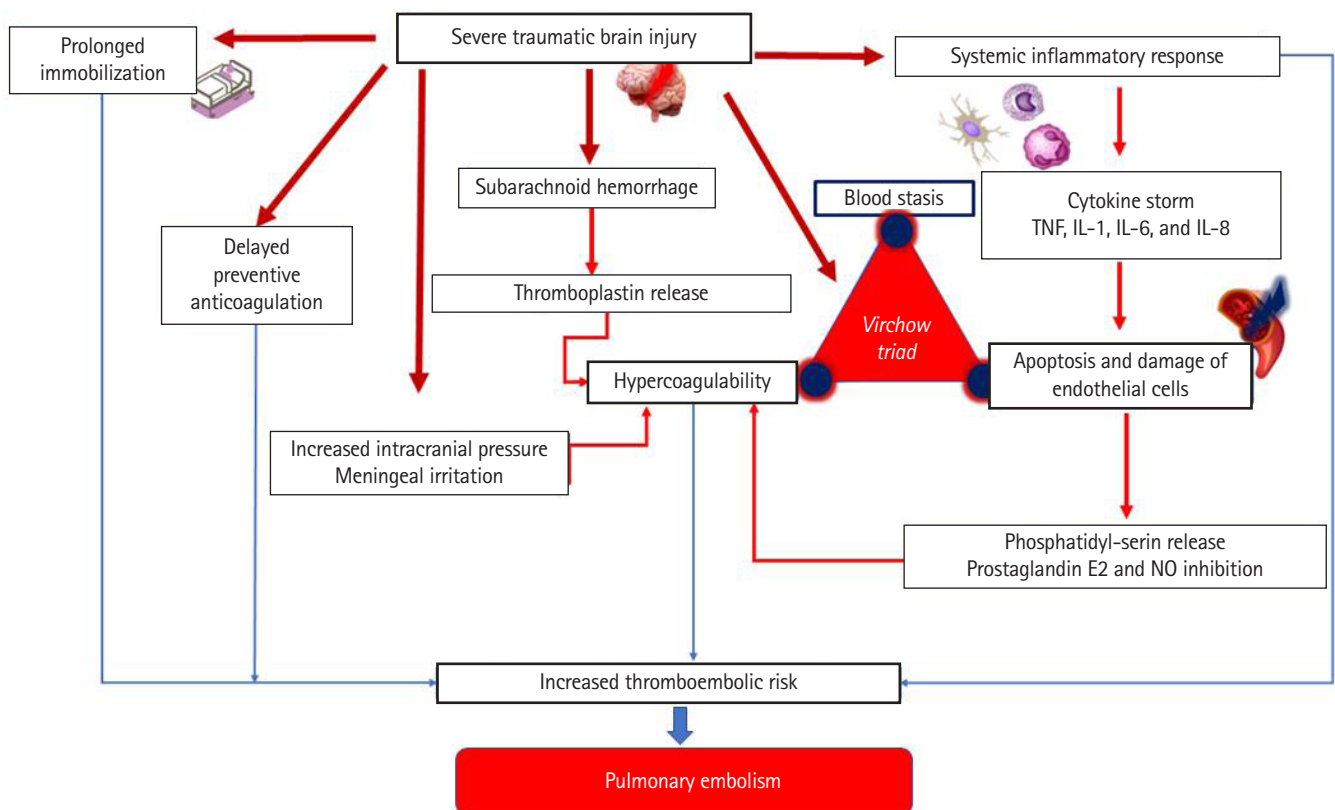 Severe traumatic brain injury
Prolonged
immobilization
Systemic inflammatory response
Subarachnoid hemorrhage
Blood stasis
Cytokine storm
TNF, IL-1, IL-6, and IL-8
Delayed
preventive
anticoagulation
Thromboplastin release
Virchow
triad
Hypercoagulability
Apoptosis and damage of
endothelial cells
Increased intracranial pressure
Meningeal irritation
Phosphatidyl-serin release
Prostaglandin E2 and NO inhibition
Increased thromboembolic risk
Pulmonary embolism